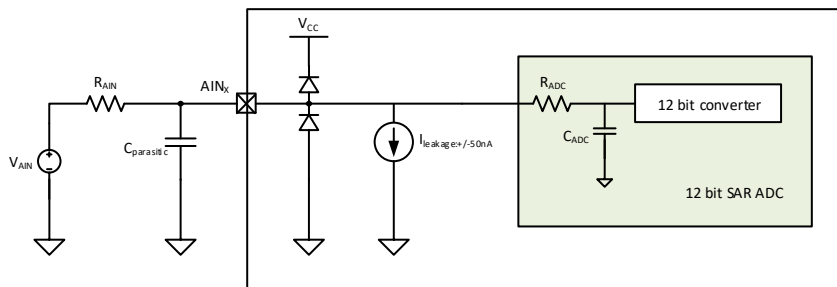 VCC
RAIN
AINX
RADC
12 bit converter
Cparasitic
Ileakage:+/-50nA
CADC
VAIN
12 bit SAR ADC